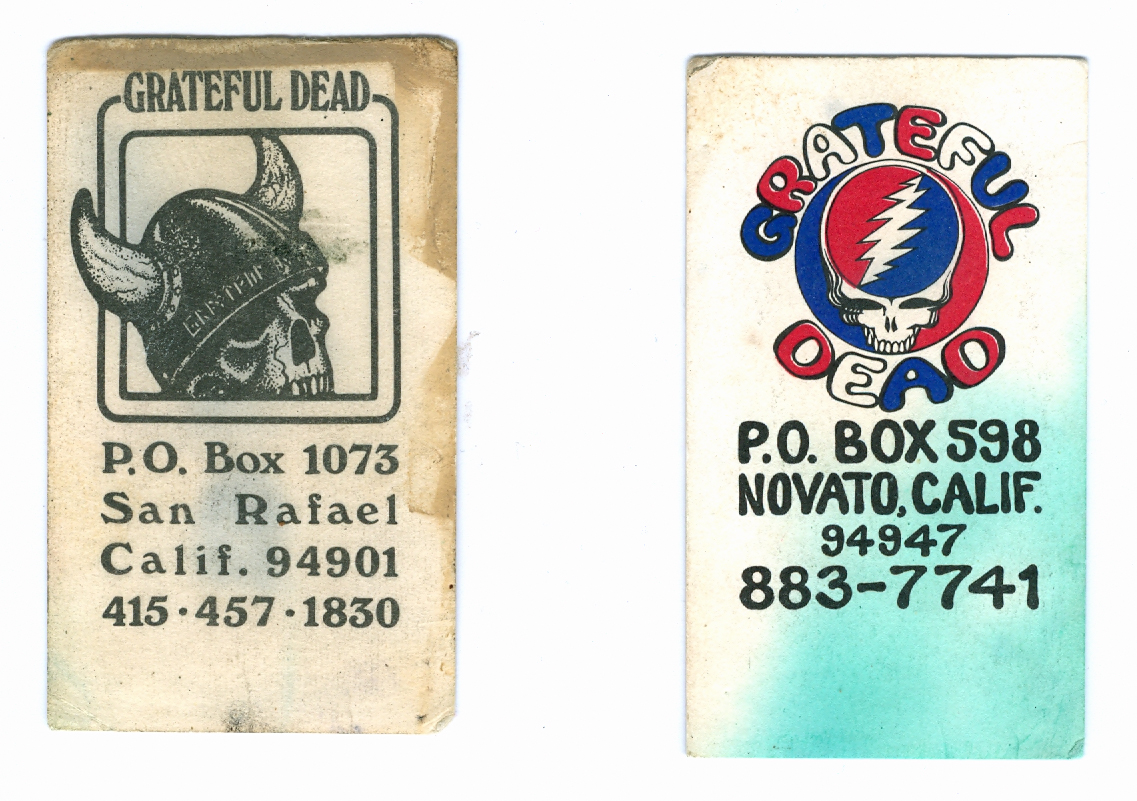 GRATEFUL DEAD
GRATEFUL D
P.O. Box 1073
San Rafael
Calif. 94901
415·457·1830
GRATEFUL
DEAD
P.O. BOX 598
NOVATO, CALIF.
94947
883-7741